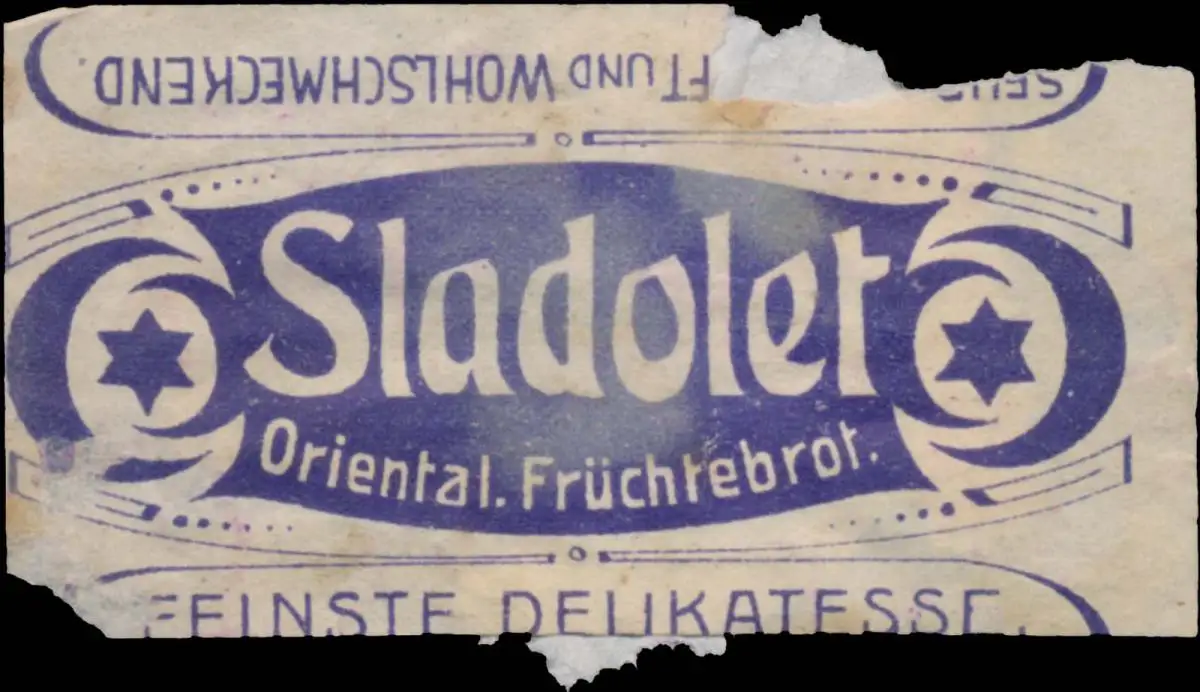 FT UND WOHLSCHMECKEND.
Sladolet
Oriental. Früchtebrot.
FEINSTE DELIKATESSE.